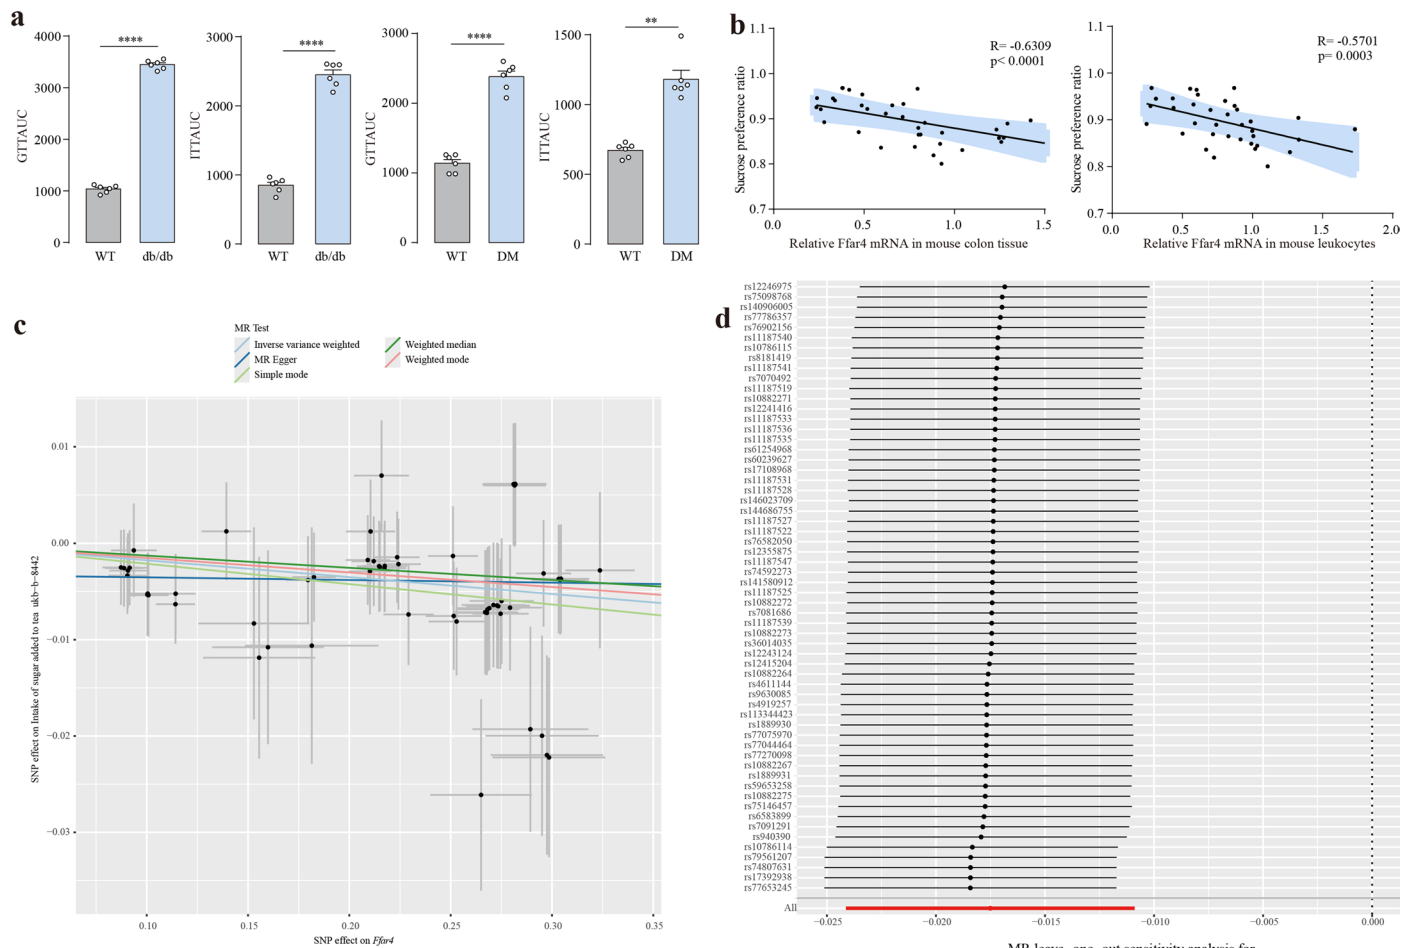 a
GTTAUC
4000
3000
2000
1000
0
****
WT
db/db
ITTAUC
3000
2000
1000
0
****
WT
db/db
GTTAUC
3000
2000
1000
0
****
WT
DM
ITTAUC
1500
1000
500
0
**
WT
DM
b
Sucrose preference ratio
1.1
1.0
0.9
0.8
0.7
R= -0.6309
p< 0.0001
0.0
0.5
1.0
1.5
Relative Ffar4 mRNA in mouse colon tissue
Sucrose preference ratio
1.1
1.0
0.9
0.8
0.7
R= -0.5701
p= 0.0003
0.0
0.5
1.0
1.5
2.0
Relative Ffar4 mRNA in mouse leukocytes
c
MR Test
Inverse variance weighted
MR Egger
Simple mode
Weighted median
Weighted mode
SNP effect on Intake of sugar added to tea ukb-b-8442
0.01
0.00
−0.01
−0.02
−0.03
0.10
0.15
0.20
0.25
0.30
0.35
SNP effect on Ffar4
d
rs12246975
rs75098768
rs140906005
rs77786357
rs76902156
rs11187540
rs10786115
rs8181419
rs11187541
rs7070492
rs11187519
rs10882271
rs12241416
rs11187533
rs11187536
rs11187535
rs61254968
rs60239627
rs17108968
rs11187531
rs11187528
rs146023709
rs144686755
rs11187527
rs11187522
rs76582050
rs12355875
rs11187547
rs74592273
rs141580912
rs11187525
rs10882272
rs7081686
rs11187539
rs10882273
rs36014035
rs12243124
rs12415204
rs10882264
rs4611144
rs9630085
rs4919257
rs113344423
rs1889930
rs77075970
rs77044464
rs77270098
rs10882267
rs1889931
rs59653258
rs10882275
rs75146457
rs6583899
rs7091291
rs940390
rs10786114
rs79561207
rs74807631
rs17392938
rs77653245
All
−0.025
−0.020
−0.015
−0.010
−0.005
0.000
MR leave−one−out sensitivity analysis for